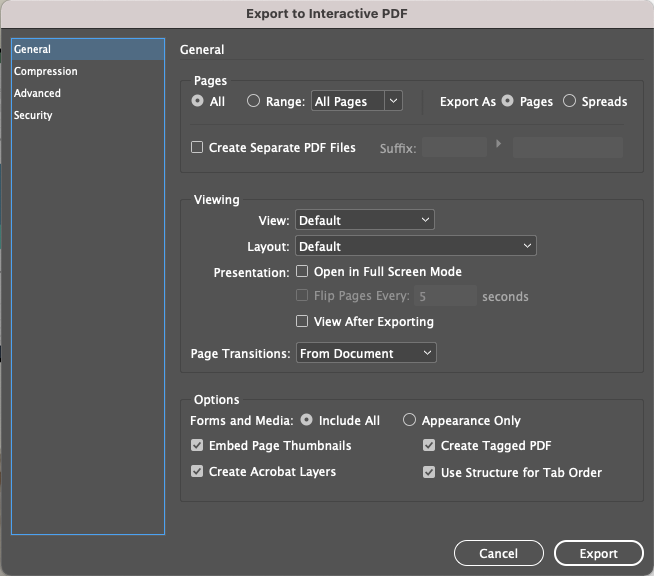 Export to Interactive PDF
General
Compression
Advanced
Security
General
Pages
All Range: All Pages Export As Pages Spreads
Create Separate PDF Files Suffix:
Viewing
View: Default
Layout: Default
Presentation: Open in Full Screen Mode
Flip Pages Every: 5 seconds
View After Exporting
Page Transitions: From Document
Options
Forms and Media: Include All Appearance Only
Embed Page Thumbnails Create Tagged PDF
Create Acrobat Layers Use Structure for Tab Order
Cancel Export